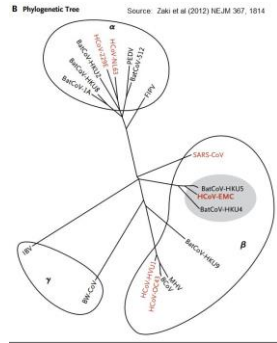 B Phylogenetic Tree
Source: Zaki et al (2012) NEJM 367, 1814
α
BatCoV-1A
BatCoV-HKU8
BatCoV-HKU2
HCoV-229E
HCoV-NL63
PEDV
BatCoV-512
FIPV
SARS-CoV
BatCoV-HKU5
HCoV-EMC
BatCoV-HKU4
β
BatCoV-HKU9
MHV
BCoV
HCoV-OC43
HCoV-HKU1
IBV
γ
BW-CoV